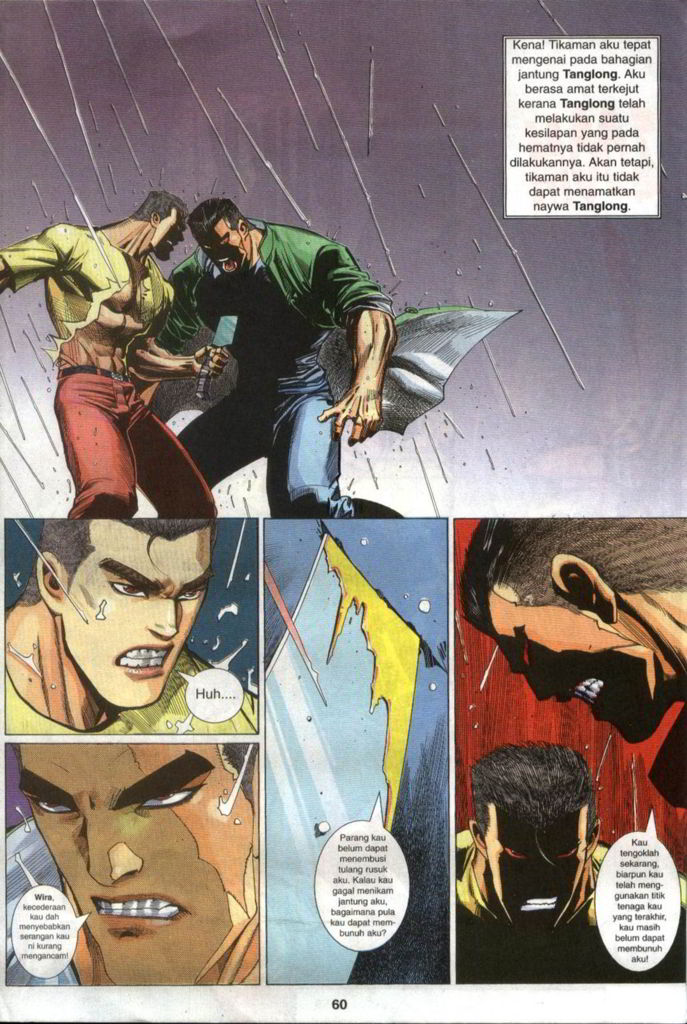 Kena! Tikaman aku tepat
mengenai pada bahagian
jantung Tanglong. Aku
berasa amat terkejut
kerana Tanglong telah
melakukan suatu
kesilapan yang pada
hematnya tidak pernah
dilakukannya. Akan tetapi,
tikaman aku itu tidak
dapat menamatkan
naywa Tanglong.
Huh....
Wira,
kecederaan
kau dah
menyebabkan
serangan kau
ni kurang
mengancam!
Parang kau
belum dapat
menembusi
tulang rusuk
aku. Kalau kau
gagal menikam
jantung aku,
bagaimana pula
kau dapat mem-
bunuh aku?
Kau
tengoklah
sekarang,
biarpun kau
telah meng-
gunakan titik
tenaga kau
yang terakhir,
kau masih
belum dapat
membunuh
aku!
60